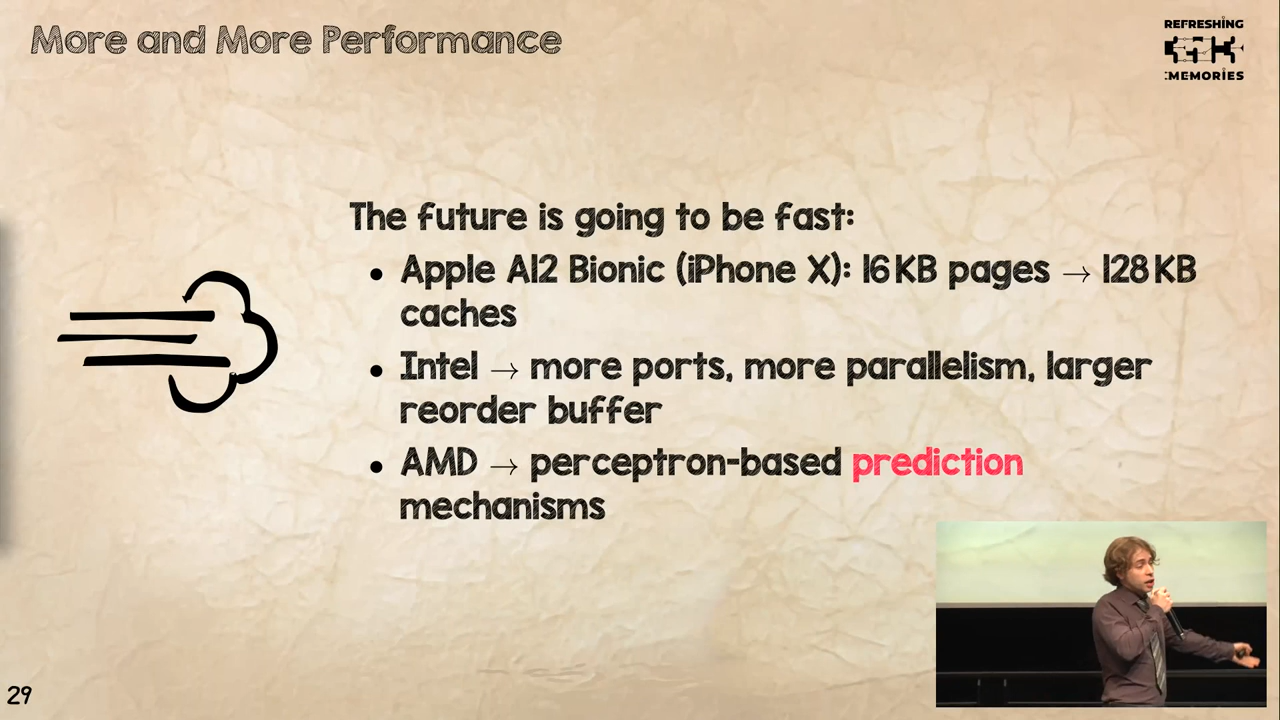 More and More Performance
REFRESHING
MEMORIES
The future is going to be fast:
• Apple A12 Bionic (iPhone X): 16 KB pages → 128 KB
caches
• Intel → more ports, more parallelism, larger
reorder buffer
• AMD → perceptron-based prediction
mechanisms
29